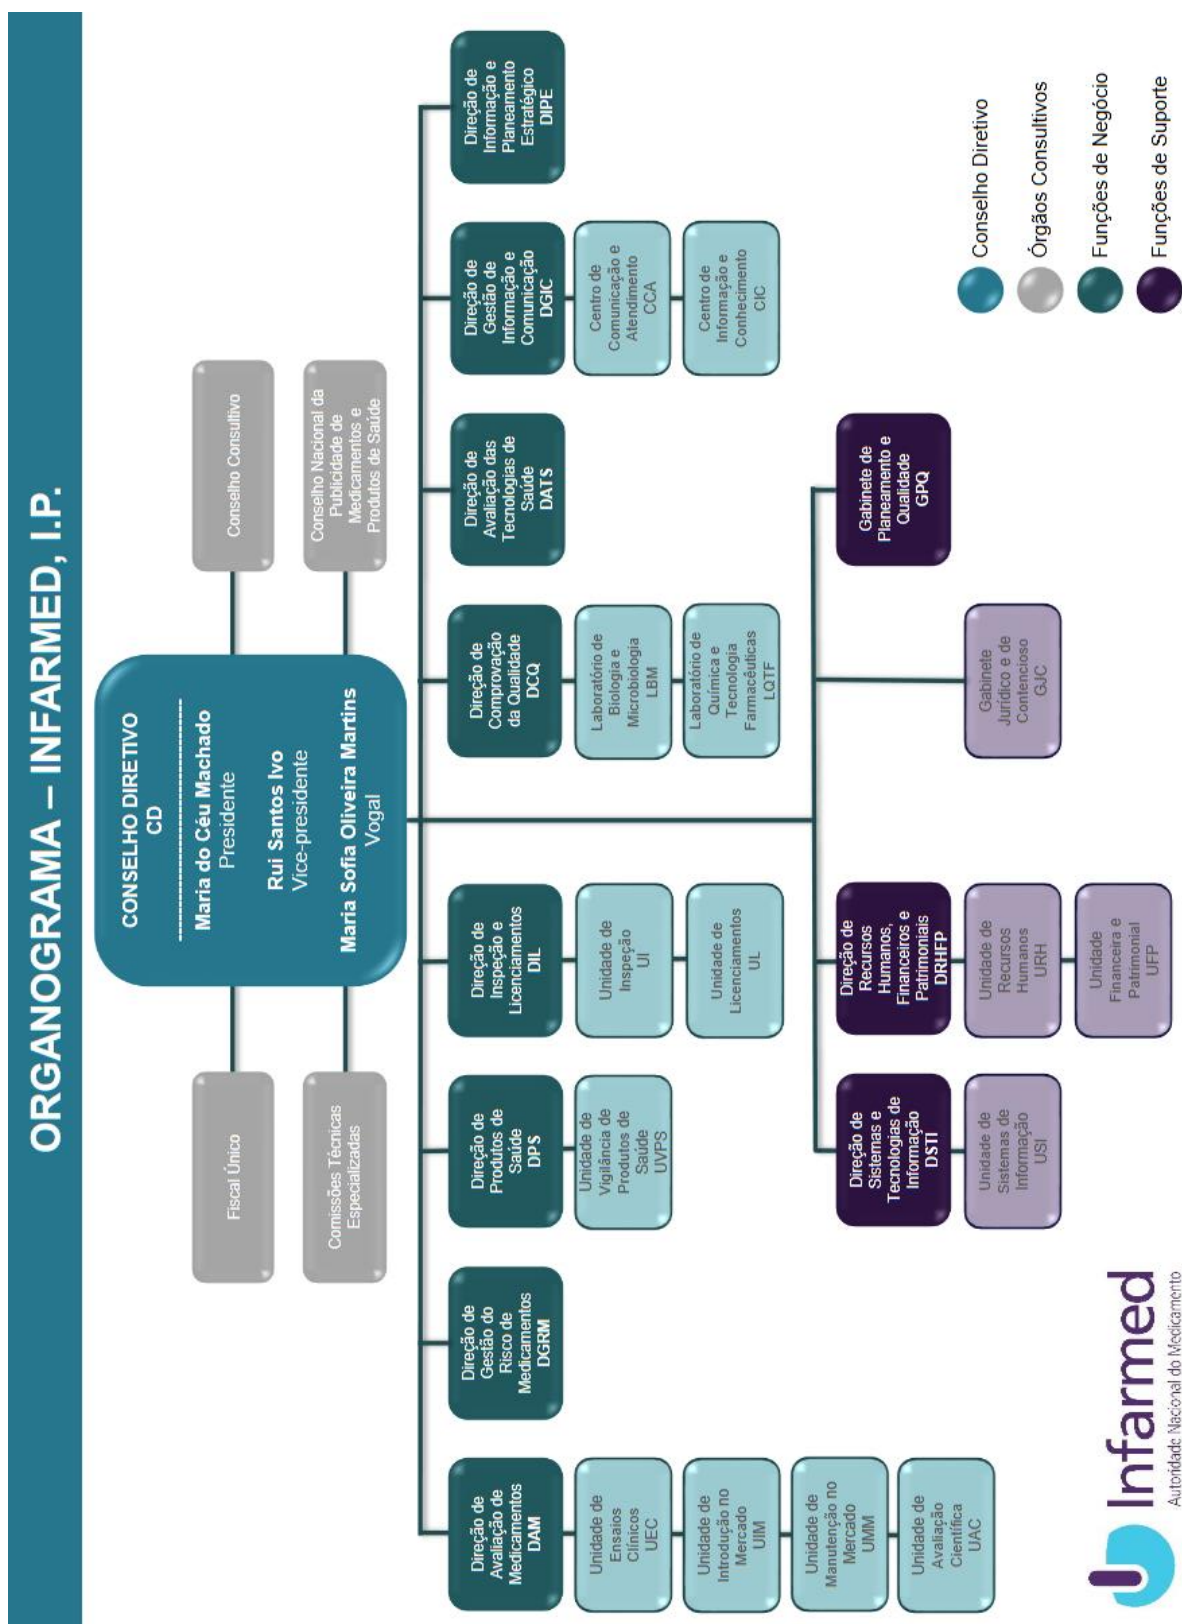 ORGANOGRAMA – INFARMED, I.P.
CONSELHO DIRETIVO
CD
Maria do Céu Machado
Presidente
Rui Santos Ivo
Vice-presidente
Maria Sofia Oliveira Martins
Vogal
Fiscal Único
Comissões Técnicas
Especializadas
Conselho Consultivo
Conselho Nacional da
Publicidade de
Medicamentos e
Produtos de Saúde
Direção de
Avaliação de
Medicamentos
DAM
Unidade de
Ensaios
Clínicos
UEC
Unidade de
Introdução no
Mercado
UIM
Unidade de
Manutenção no
Mercado
UMM
Unidade de
Avaliação
Científica
UAC
Direção de
Gestão do
Risco de
Medicamentos
DGRM
Direção de
Produtos de
Saúde
DPS
Unidade de
Vigilância de
Produtos de
Saúde
UVPS
Direção de
Inspeção e
Licenciamentos
DIL
Unidade de
Inspeção
UI
Unidade de
Licenciamentos
UL
Direção de
Comprovação
da Qualidade
DCQ
Laboratório de
Biologia e
Microbiologia
LBM
Laboratório de
Química e
Tecnologia
Farmacêuticas
LQTF
Direção de
Avaliação das
Tecnologias de
Saúde
DATS
Direção de
Gestão de
Informação e
Comunicação
DGIC
Centro de
Comunicação e
Atendimento
CCA
Centro de
Informação e
Conhecimento
CIC
Direção de
Informação e
Planeamento
Estratégico
DIPE
Direção de
Sistemas e
Tecnologias de
Informação
DSTI
Unidade de
Sistemas de
Informação
USI
Direção de
Recursos
Humanos,
Financeiros e
Patrimoniais
DRHFP
Unidade de
Recursos
Humanos
URH
Unidade
Financeira e
Patrimonial
UFP
Gabinete
Jurídico e de
Contencioso
GJC
Gabinete de
Planeamento e
Qualidade
GPQ
Conselho Diretivo
Órgãos Consultivos
Funções de Negócio
Funções de Suporte
Infarmed
Autoridade Nacional do Medicamento